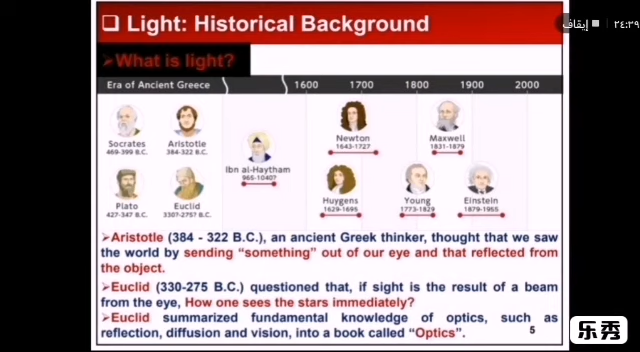 ❑ Light: Historical Background
إيقاف ٢٤:٣٩
➢What is light?
Era of Ancient Greece 1600 1700 1800 1900 2000
Socrates
469-399 B.C.
Aristotle
384-322 B.C.
Ibn al-Haytham
965-1040?
Newton
1643-1727
Maxwell
1831-1879
Plato
427-347 B.C.
Euclid
330?-275? B.C.
Huygens
1629-1695
Young
1773-1829
Einstein
1879-1955
➢Aristotle (384 - 322 B.C.), an ancient Greek thinker, thought that we saw
the world by sending "something" out of our eye and that reflected from
the object.
➢Euclid (330-275 B.C.) questioned that, if sight is the result of a beam
from the eye, How one sees the stars immediately?
➢Euclid summarized fundamental knowledge of optics, such as
reflection, diffusion and vision, into a book called "Optics".
5
乐秀